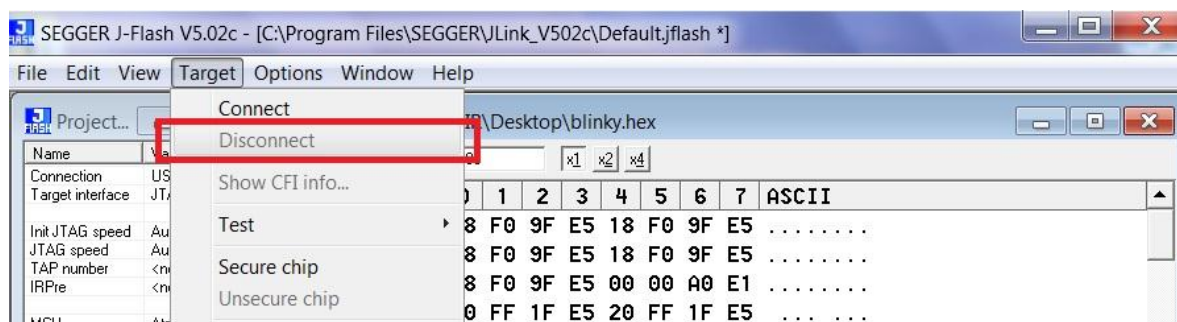 SEGGER J-Flash V5.02c - [C:\Program Files\SEGGER\JLink_V502c\Default.jflash *]
File Edit View Target Options Window Help
Project...
\Desktop\blinky.hex
Connect
Disconnect
Show CFI info...
Test
Secure chip
Unsecure chip
Name
Connection US
Target interface JTA
Init JTAG speed Au
JTAG speed Au
TAP number <n
IRPre <n
x1 x2 x4
1 2 3 4 5 6 7 ASCII
8 F0 9F E5 18 F0 9F E5 ........
8 F0 9F E5 18 F0 9F E5 ........
8 F0 9F E5 00 00 A0 E1 ........
0 FF 1F E5 20 FF 1F E5 ... ...